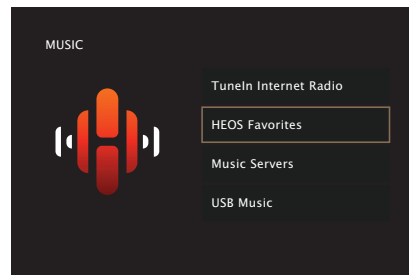 MUSIC
TuneIn Internet Radio
HEOS Favorites
Music Servers
USB Music